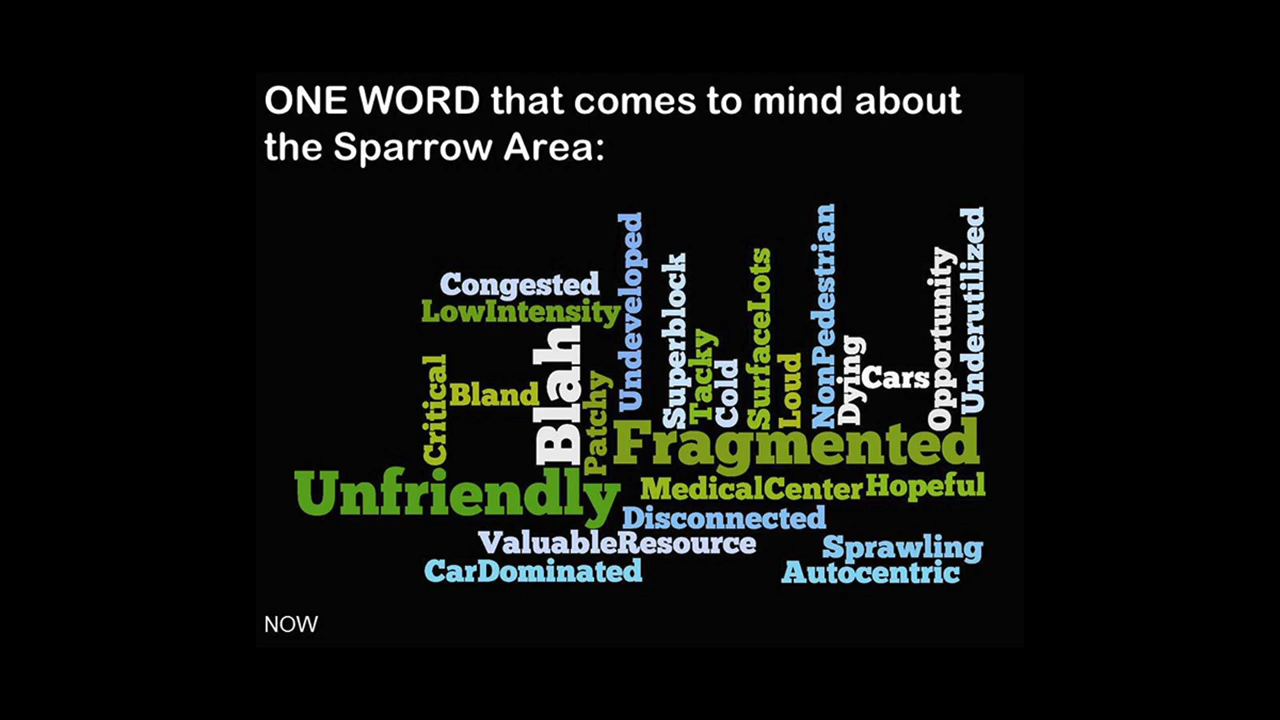 ONE WORD that comes to mind about
the Sparrow Area:
Congested
LowIntensity
Critical
Bland
Blah
Patchy
Undeveloped
Superblock
Tacky
Cold
SurfaceLots
Loud
NonPedestrian
Dying
Cars
Opportunity
Underutilized
Fragmented
Unfriendly
MedicalCenter
Hopeful
Disconnected
ValuableResource
Sprawling
CarDominated
Autocentric
NOW